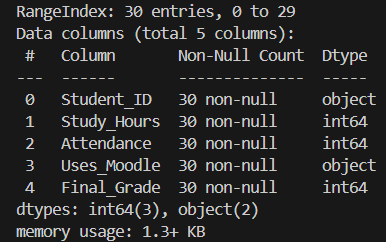 RangeIndex: 30 entries, 0 to 29
Data columns (total 5 columns):
 #   Column       Non-Null Count  Dtype
---  ------       --------------  -----
 0   Student_ID   30 non-null     object
 1   Study_Hours  30 non-null     int64
 2   Attendance   30 non-null     int64
 3   Uses_Moodle  30 non-null     object
 4   Final_Grade  30 non-null     int64
dtypes: int64(3), object(2)
memory usage: 1.3+ KB